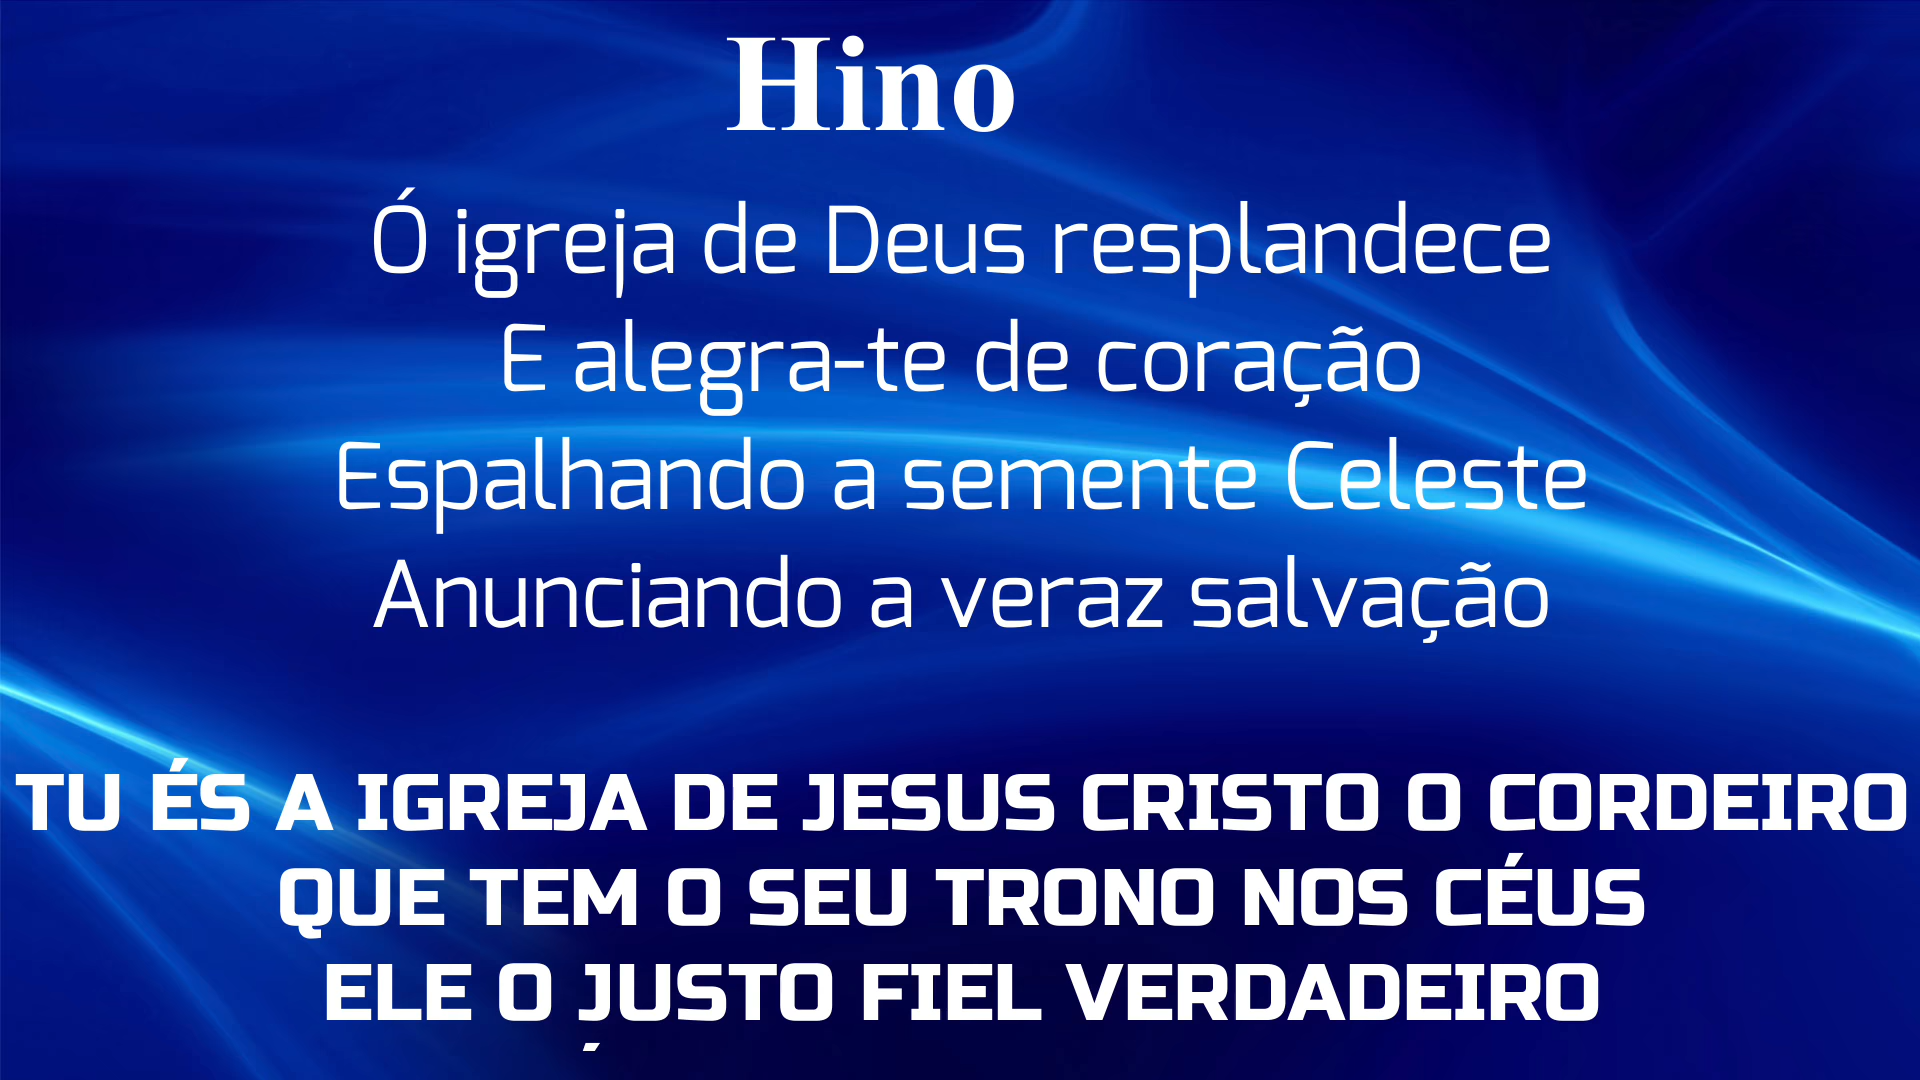 Hino
Ó igreja de Deus resplandece
E alegra-te de coração
Espalhando a semente Celeste
Anunciando a veraz salvação
TU ÉS A IGREJA DE JESUS CRISTO O CORDEIRO
QUE TEM O SEU TRONO NOS CÉUS
ELE O JUSTO FIEL VERDADEIRO